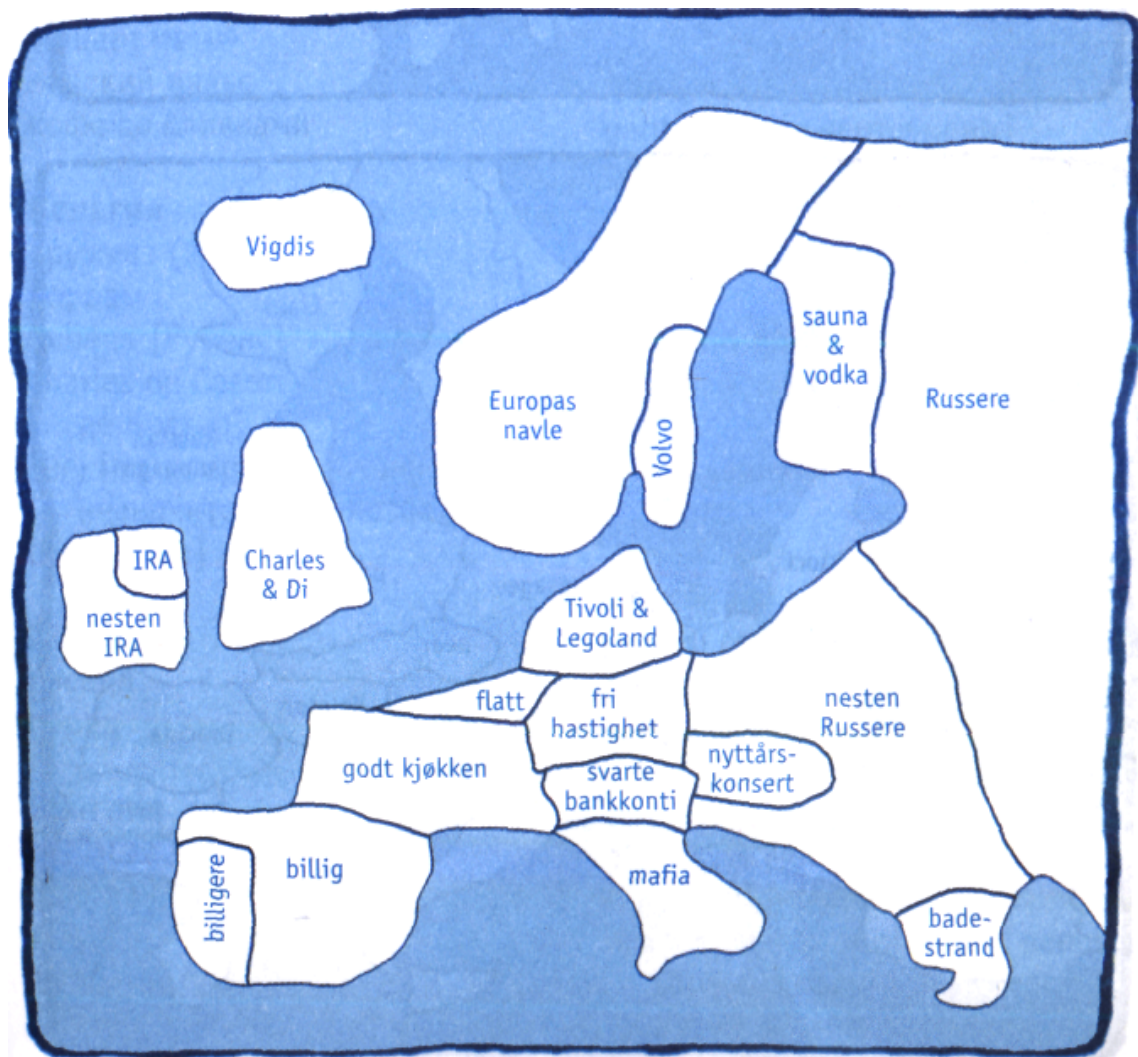 Vigdis
sauna
&
vodka
Europas
navle
Volvo
Russere
IRA
nesten
IRA
Charles
& Di
Tivoli &
Legoland
flatt
fri
hastighet
nesten
Russere
godt kjøkken
svarte
bankkonti
nyttårs-
konsert
billigere
billig
mafia
bade-
strand